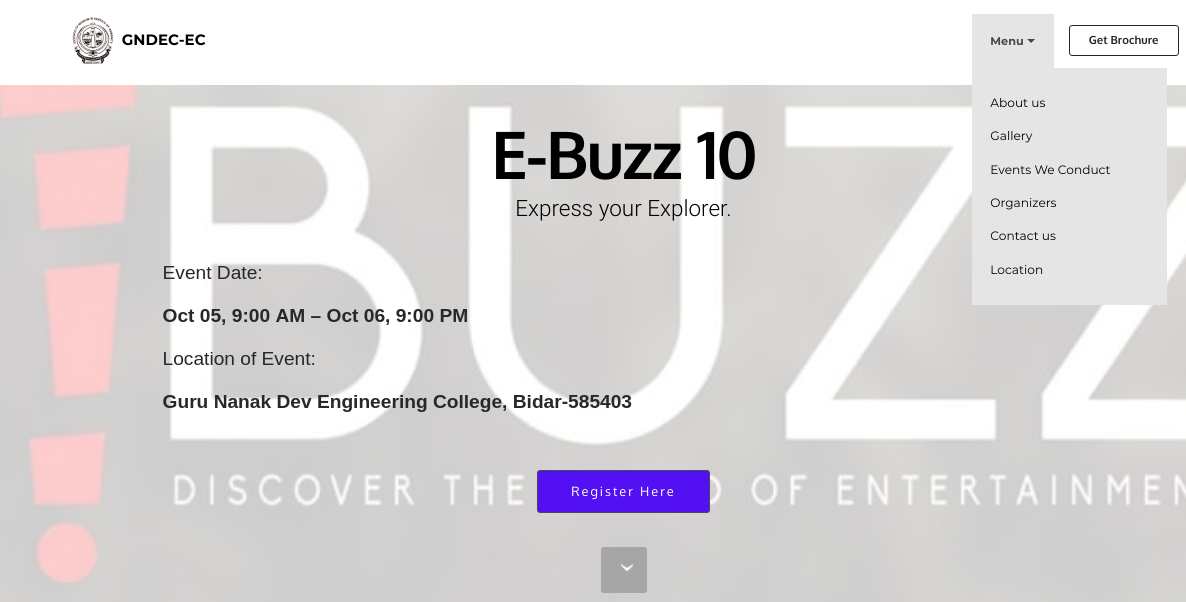 GNDEC-EC
Menu
Get Brochure
About us
Gallery
Events We Conduct
Organizers
Contact us
Location
BUZZ
E-Buzz 10
Express your Explorer.
Event Date:
Oct 05, 9:00 AM – Oct 06, 9:00 PM
Location of Event:
Guru Nanak Dev Engineering College, Bidar-585403
DISCOVER THE OF
Register Here